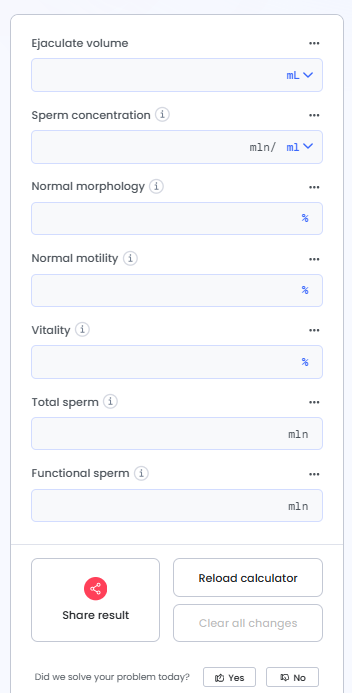 Ejaculate volume ...
mL
Sperm concentration i ...
mln/ ml
Normal morphology i ...
%
Normal motility i ...
%
Vitality i ...
%
Total sperm i ...
mln
Functional sperm i ...
mln
Share result
Reload calculator
Clear all changes
Did we solve your problem today? Yes No